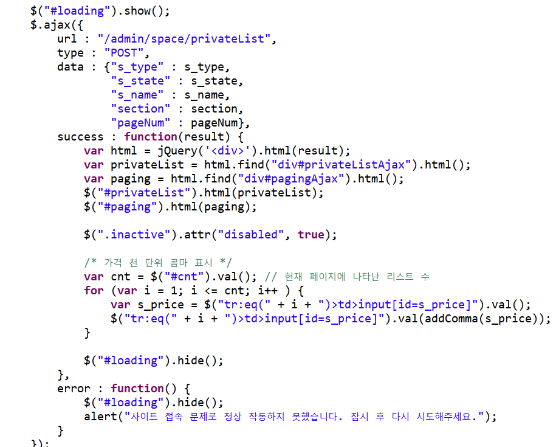 $("#loading").show();
$.ajax({
url : "/admin/space/privateList",
type : "POST",
data : {"s_type" : s_type,
"s_state" : s_state,
"s_name" : s_name,
"section" : section,
"pageNum" : pageNum},
success : function(result) {
var html = jQuery('<div>').html(result);
var privateList = html.find("div#privateListAjax").html();
var paging = html.find("div#pagingAjax").html();
$("#privateList").html(privateList);
$("#paging").html(paging);
$(".inactive").attr("disabled", true);
/* 가격 천 단위 콤마 표시 */
var cnt = $("#cnt").val(); // 현재 페이지에 나타난 리스트 수
for (var i = 1; i <= cnt; i++ ) {
var s_price = $("tr:eq(" + i + ")>td>input[id=s_price]").val();
$("tr:eq(" + i + ")>td>input[id=s_price]").val(addComma(s_price));
}
$("#loading").hide();
},
error : function() {
$("#loading").hide();
alert("사이트 접속 문제로 정상 작동하지 못했습니다. 잠시 후 다시 시도해주세요.");
}
});